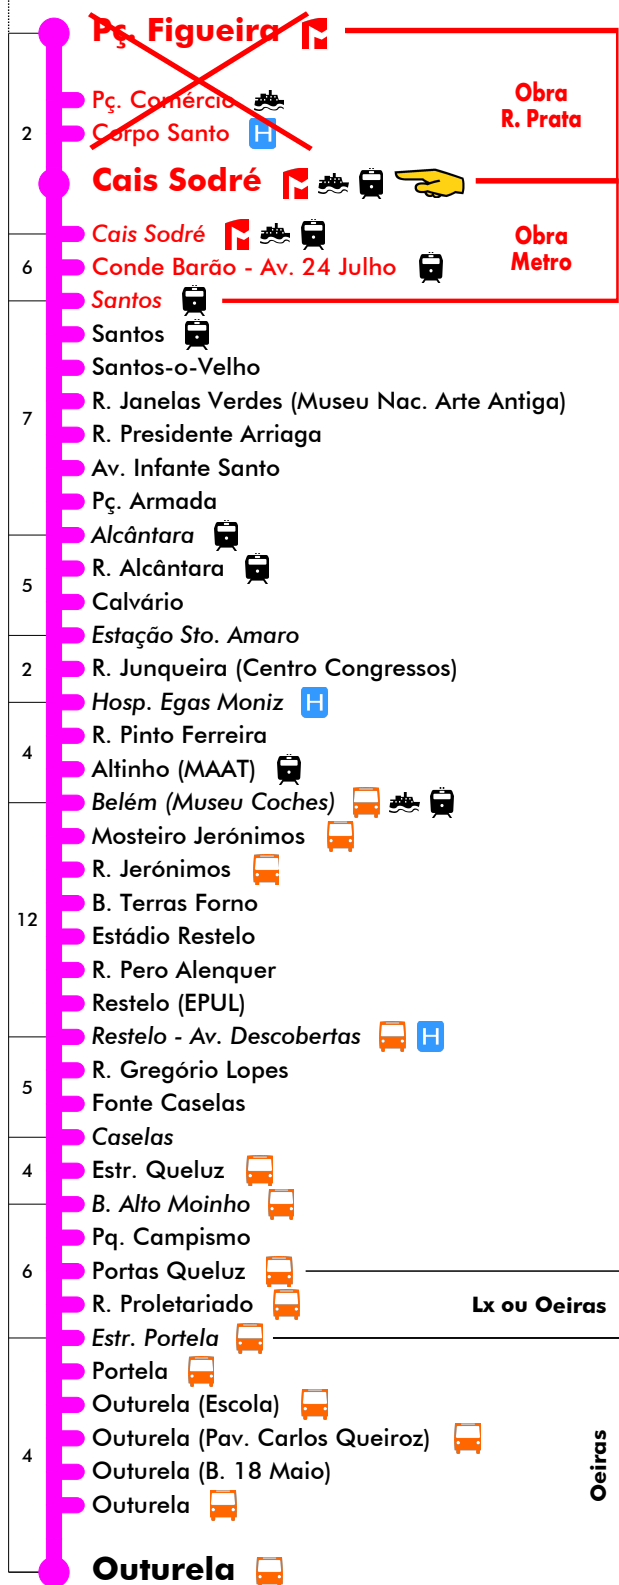 Pç. Figueira
Pç. Comércio
Obra
R. Prata
2
Corpo Santo H
Cais Sodré
Cais Sodré
Obra
Metro
6
Conde Barão - Av. 24 Julho
Santos
Santos
Santos-o-Velho
R. Janelas Verdes (Museu Nac. Arte Antiga)
7
R. Presidente Arriaga
Av. Infante Santo
Pç. Armada
Alcântara
R. Alcântara
5
Calvário
Estação Sto. Amaro
2
R. Junqueira (Centro Congressos)
Hosp. Egas Moniz H
R. Pinto Ferreira
4
Altinho (MAAT)
Belém (Museu Coches)
Mosteiro Jerónimos
R. Jerónimos
B. Terras Forno
12
Estádio Restelo
R. Pero Alenquer
Restelo (EPUL)
Restelo - Av. Descobertas H
R. Gregório Lopes
5
Fonte Caselas
Caselas
4
Estr. Queluz
B. Alto Moinho
Pq. Campismo
6
Portas Queluz
R. Proletariado
Lx ou Oeiras
Estr. Portela
Portela
Outurela (Escola)
Outurela (Pav. Carlos Queiroz)
4
Outurela (B. 18 Maio)
Oeiras
Outurela
Outurela